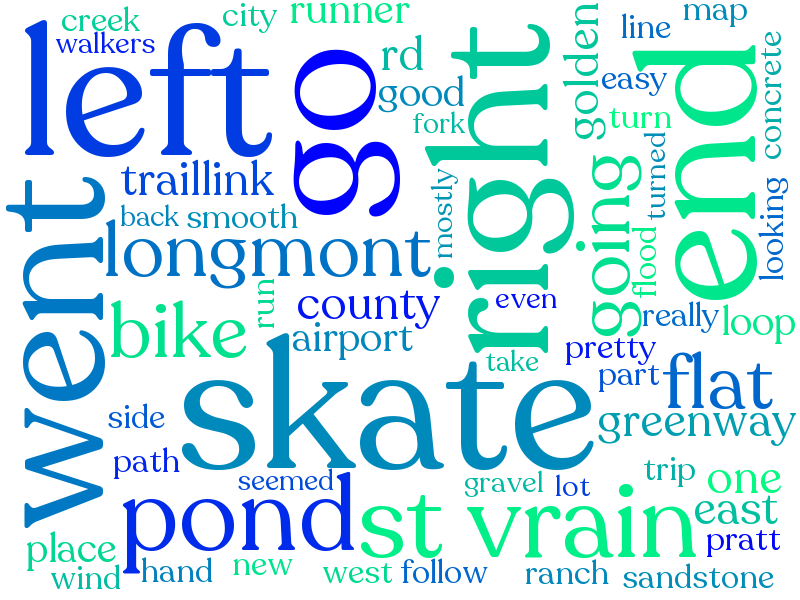 creek
city
runner
map
walkers
line
left
go
rd
right
golden
end
concrete
good
easy
fork
turn
traillink
mostly
turned
looking
went
back smooth
going
longmont
flood
run
county
even
really
loop
bike
airport
pretty
take
part
flat
skate
side
greenway
path
seemed
gravel
lot
trip
one
pond
st vrain
east
pratt
place
wind
hand
new
west
follow
ranch
sandstone